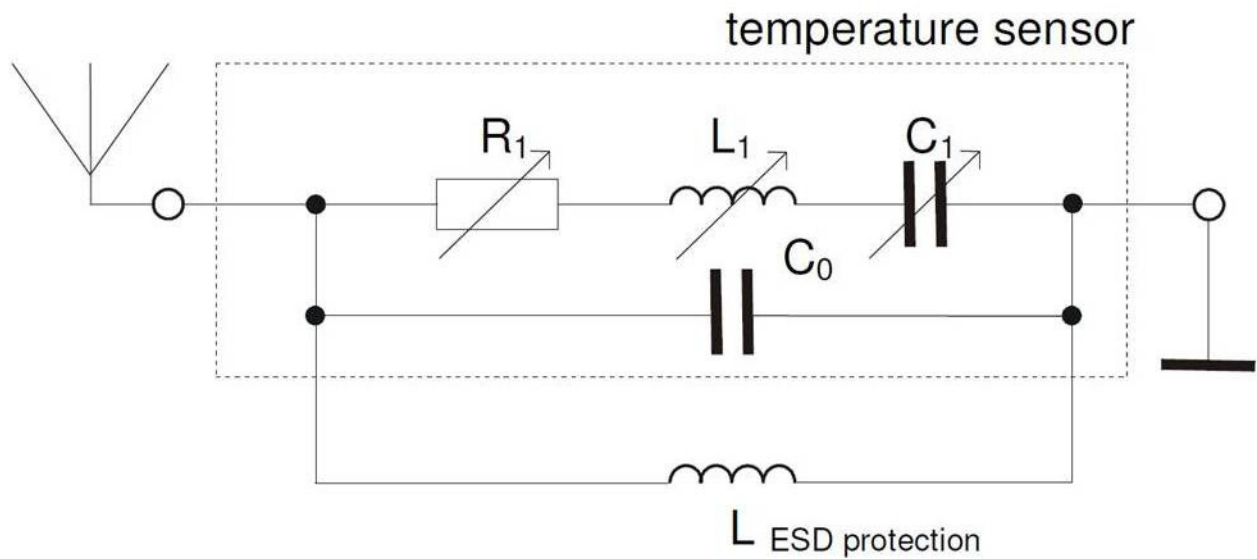 temperature sensor
R₁
L₁
C₁
C₀
L ESD protection